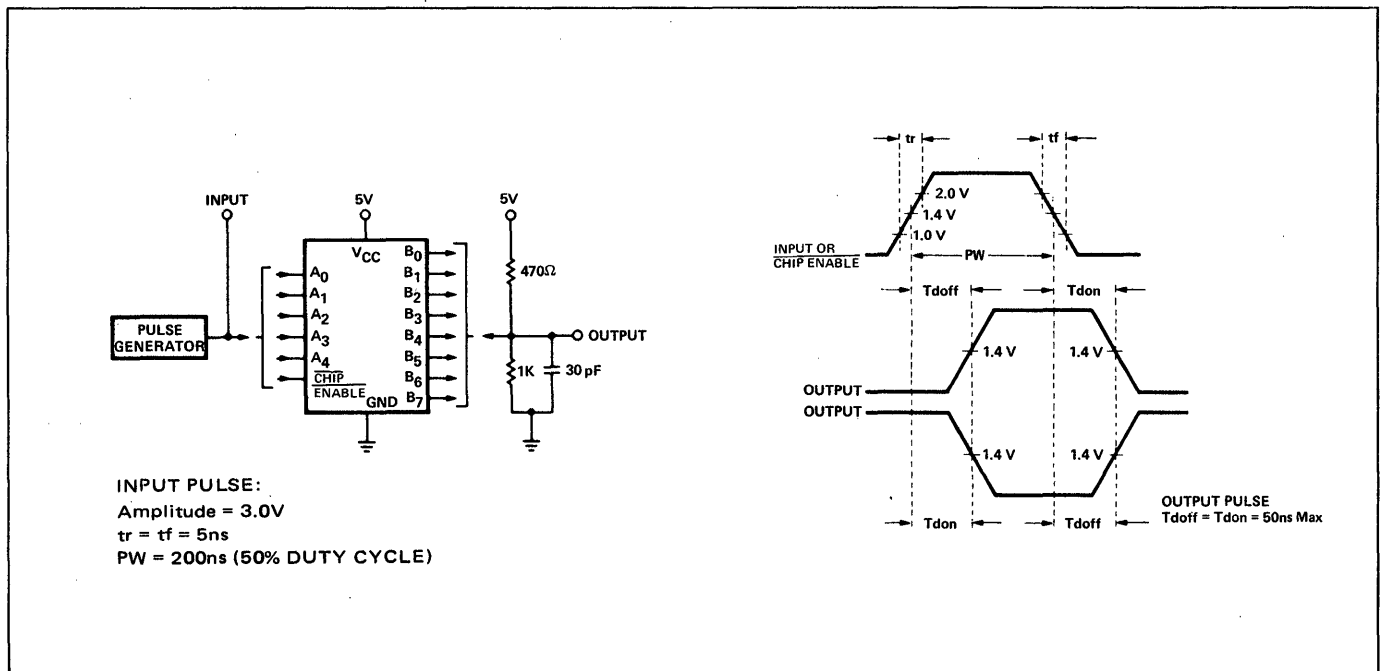 INPUT
5V
5V
VCC
B0
B1
B2
B3
B4
B5
B6
B7
A0
A1
A2
A3
A4
CHIP
ENABLE
GND
PULSE
GENERATOR
470Ω
OUTPUT
1K
30 pF
INPUT PULSE:
Amplitude = 3.0V
tr = tf = 5ns
PW = 200ns (50% DUTY CYCLE)
tr
tf
2.0 V
1.4 V
1.0 V
INPUT OR
CHIP ENABLE
PW
Tdoff
Tdon
1.4 V
1.4 V
OUTPUT
OUTPUT
1.4 V
1.4 V
Tdon
Tdoff
OUTPUT PULSE
Tdoff = Tdon = 50ns Max